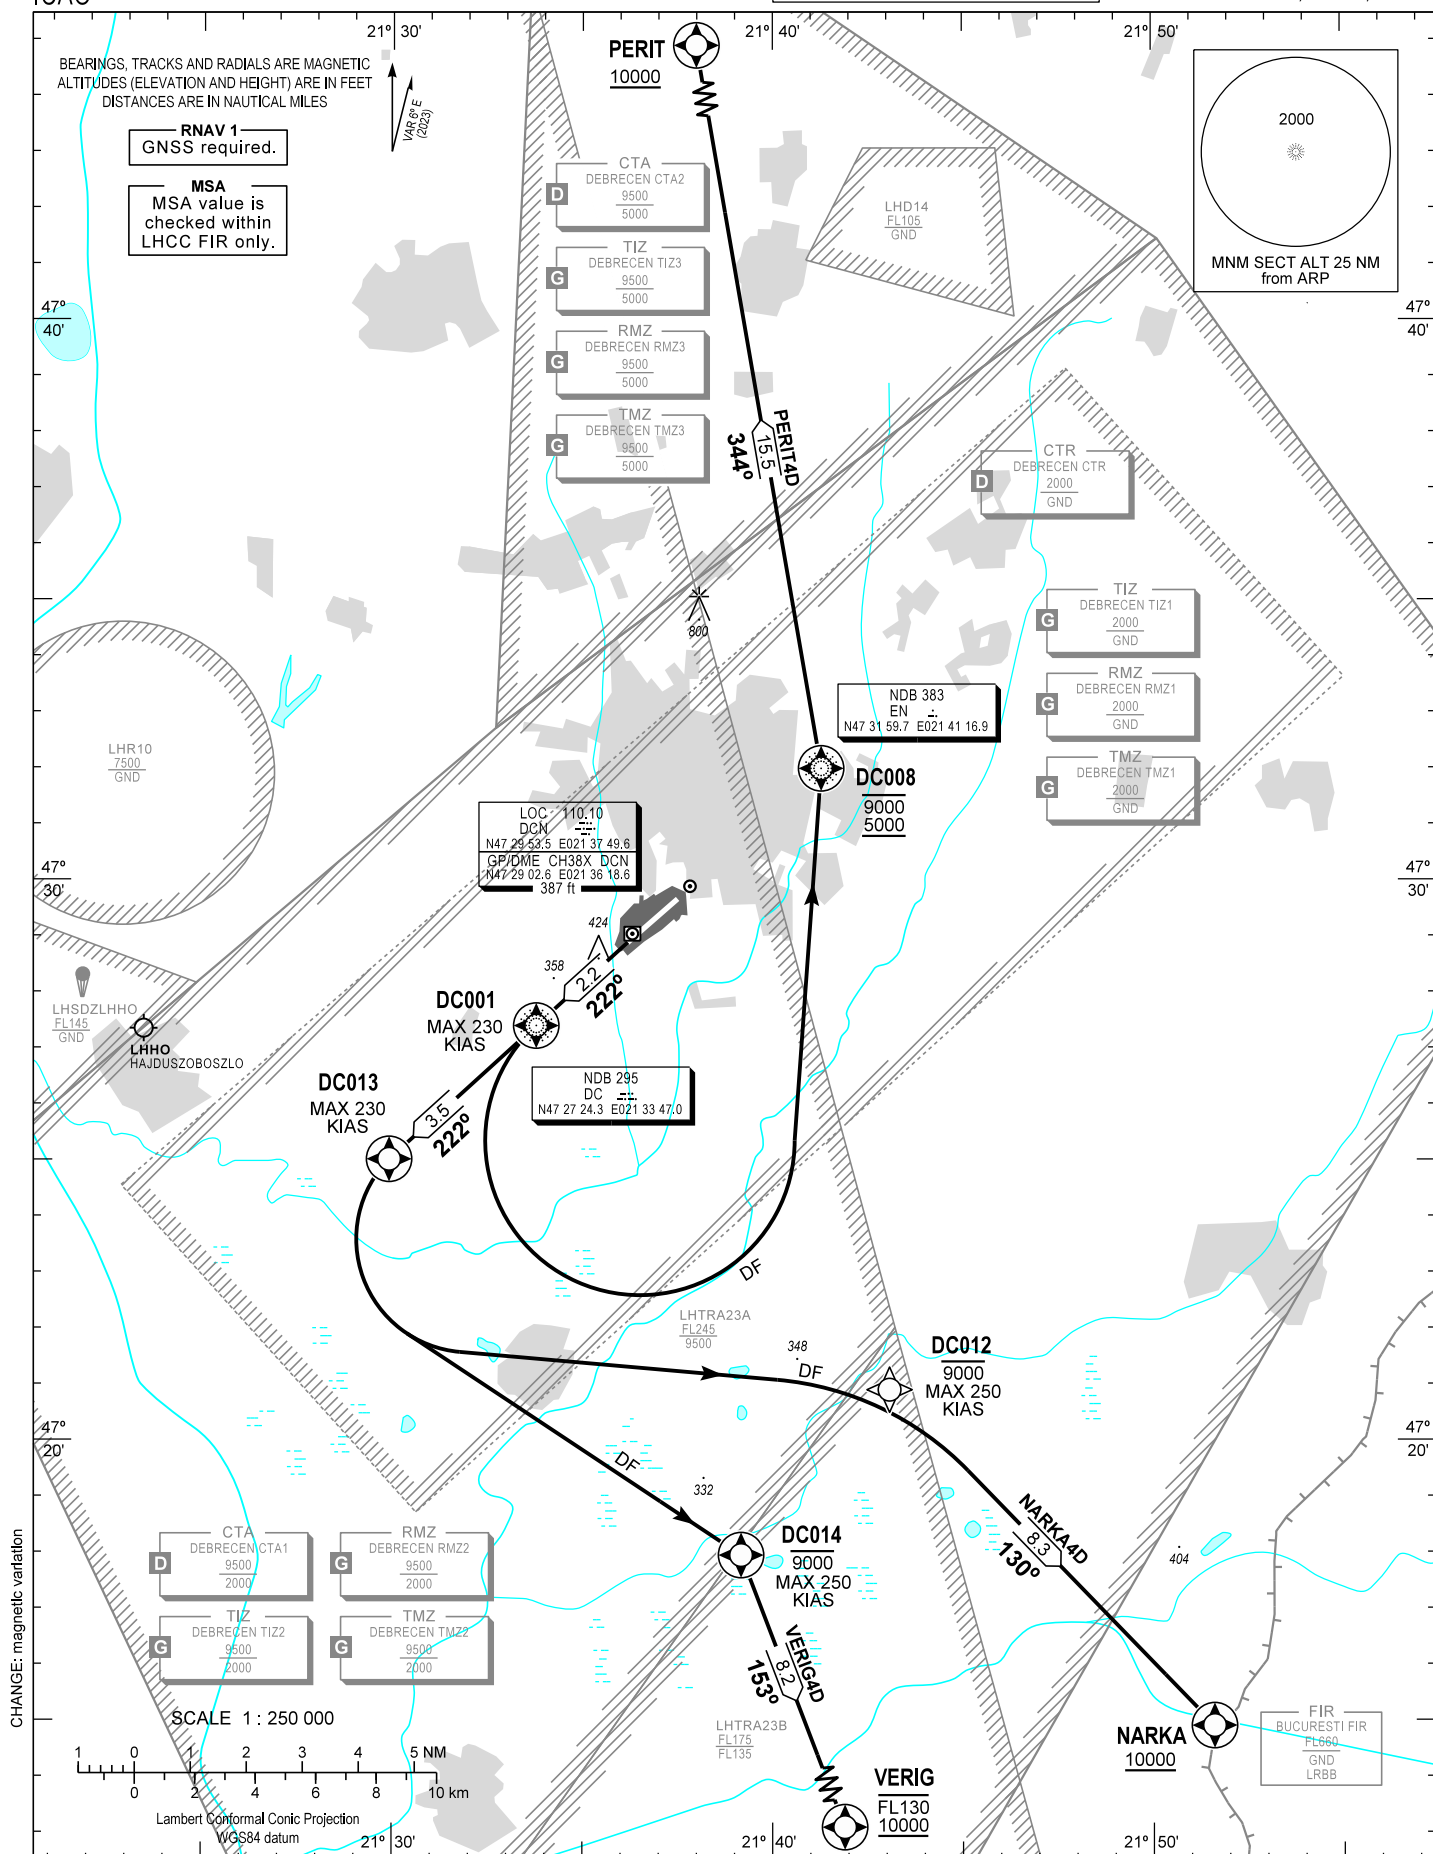 21° 30'
21° 40'
21° 50'
BEARINGS, TRACKS AND RADIALS ARE MAGNETIC
ALTITUDES (ELEVATION AND HEIGHT) ARE IN FEET
DISTANCES ARE IN NAUTICAL MILES
VAR 6° E
(2023)
RNAV 1
GNSS required.
MSA
MSA value is
checked within
LHCC FIR only.
PERIT
10000
CTA
DEBRECEN CTA2
D
9500
5000
TIZ
DEBRECEN TIZ3
G
9500
5000
RMZ
DEBRECEN RMZ3
G
9500
5000
TMZ
DEBRECEN TMZ3
G
9500
5000
LHD14
FL105
GND
2000
MNM SECT ALT 25 NM
from ARP
47°
40'
47°
40'
PERIT4D
15.5
344°
CTR
DEBRECEN CTR
D
2000
GND
TIZ
DEBRECEN TIZ1
G
2000
GND
RMZ
DEBRECEN RMZ1
G
2000
GND
TMZ
DEBRECEN TMZ1
G
2000
GND
800
NDB 383
EN
N47 31 59.7 E021 41 16.9
DC008
9000
5000
LHR10
7500
GND
LOC 110.10
DCN
N47 29 53.5 E021 37 49.6
GP/DME CH38X DCN
N47 29 02.6 E021 36 18.6
387 ft
47°
30'
47°
30'
424
358
2.2
222°
LHSDZLHHO
FL145
GND
LHHO
HAJDUSZOBOSZLO
DC001
MAX 230
KIAS
NDB 295
DC
N47 27 24.3 E021 33 47.0
DC013
MAX 230
KIAS
3.5
222°
DF
LHTRA23A
FL245
9500
348
DF
DC012
9000
MAX 250
KIAS
47°
20'
47°
20'
DF
332
DC014
9000
MAX 250
KIAS
NARKA4D
8.3
130°
404
CTA
DEBRECEN CTA1
D
9500
2000
RMZ
DEBRECEN RMZ2
G
9500
2000
TIZ
DEBRECEN TIZ2
G
9500
2000
TMZ
DEBRECEN TMZ2
G
9500
2000
VERIG4D
8.2
153°
LHTRA23B
FL175
FL135
NARKA
10000
FIR
BUCURESTI FIR
FL660
GND
LRBB
VERIG
FL130
10000
SCALE 1 : 250 000
1 0 1 2 3 4 5 NM
0 2 4 6 8 10 km
Lambert Conformal Conic Projection
WGS84 datum
21° 30'
21° 40'
21° 50'
CHANGE: magnetic variation